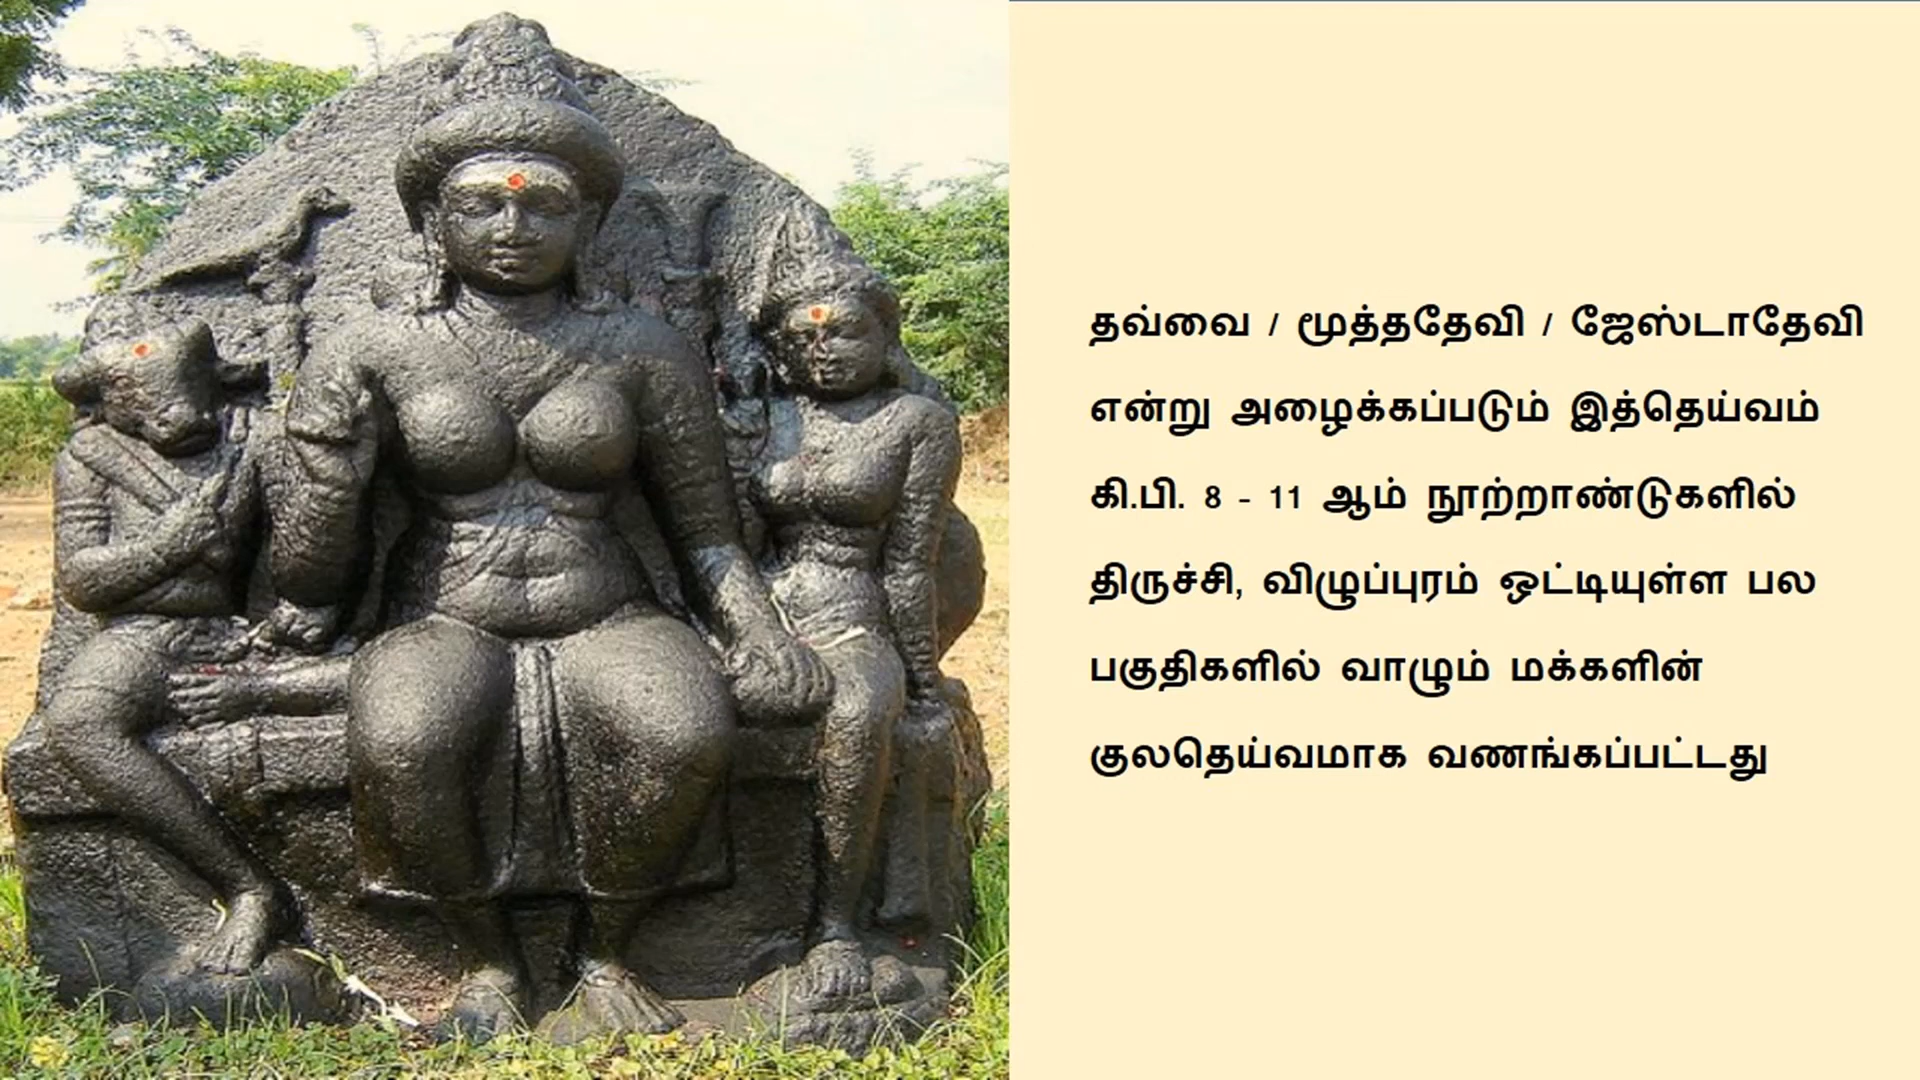 தவ்வை / மூத்ததேவி / ஜேஸ்டாதேவி
என்று அழைக்கப்படும் இத்தெய்வம்
கி.பி. 8 - 11 ஆம் நூற்றாண்டுகளில்
திருச்சி, விழுப்புரம் ஒட்டியுள்ள பல
பகுதிகளில் வாழும் மக்களின்
குலதெய்வமாக வணங்கப்பட்டது